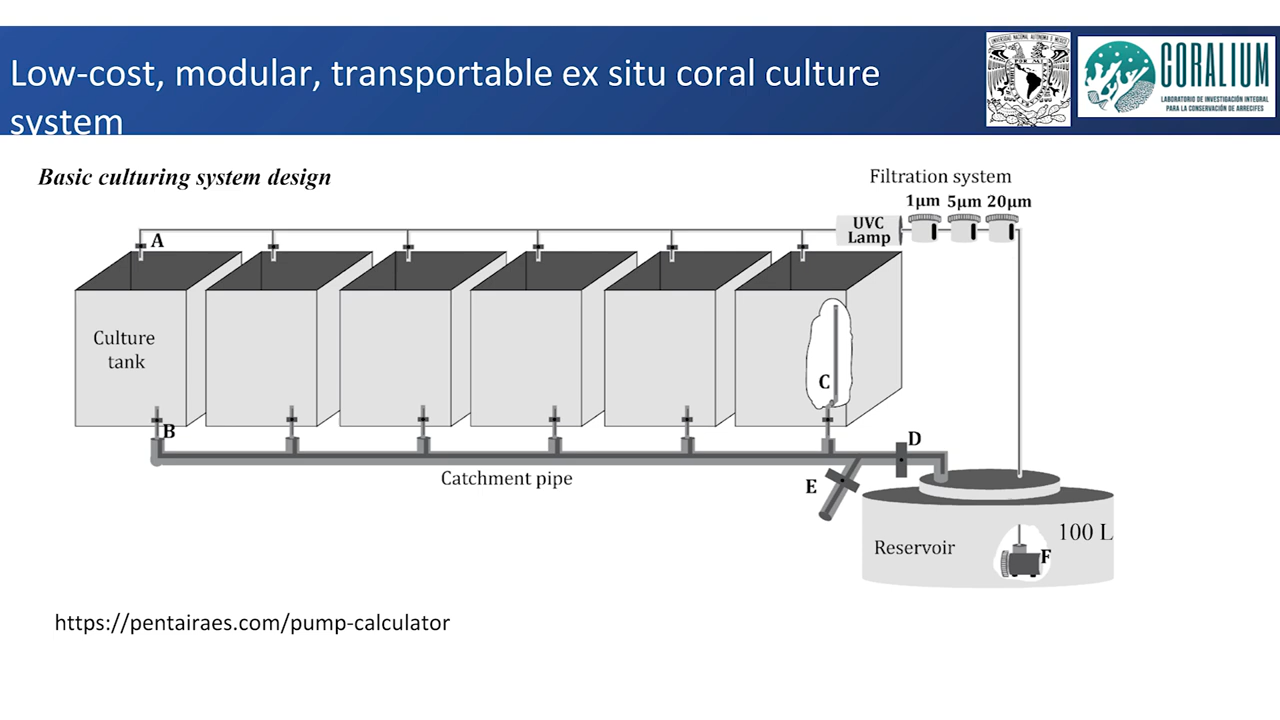 Low-cost, modular, transportable ex situ coral culture
system
CORALIUM
LABORATORIO DE INVESTIGACIÓN INTEGRAL
PARA LA CONSERVACIÓN DE ARRECIFES
Basic culturing system design
Filtration system
1µm 5µm 20µm
UVC
Lamp
A
Culture
tank
C
B
D
Catchment pipe
E
100 L
Reservoir
F
https://pentairaes.com/pump-calculator